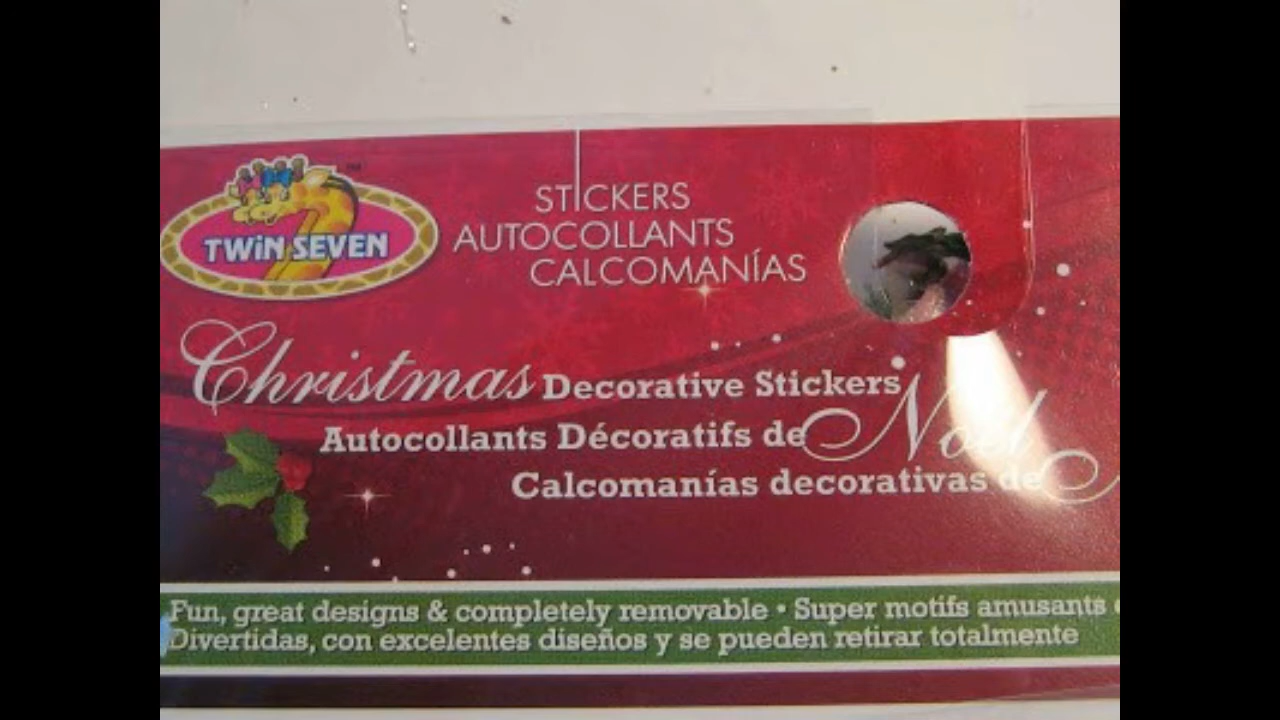 TWiN SEVEN
TM
STICKERS
AUTOCOLLANTS
CALCOMANÍAS
Christmas Decorative Stickers
Autocollants Décoratifs de Noël
Calcomanías decorativas de
Fun, great designs & completely removable • Super motifs amusants
Divertidas, con excelentes diseños y se pueden retirar totalmente